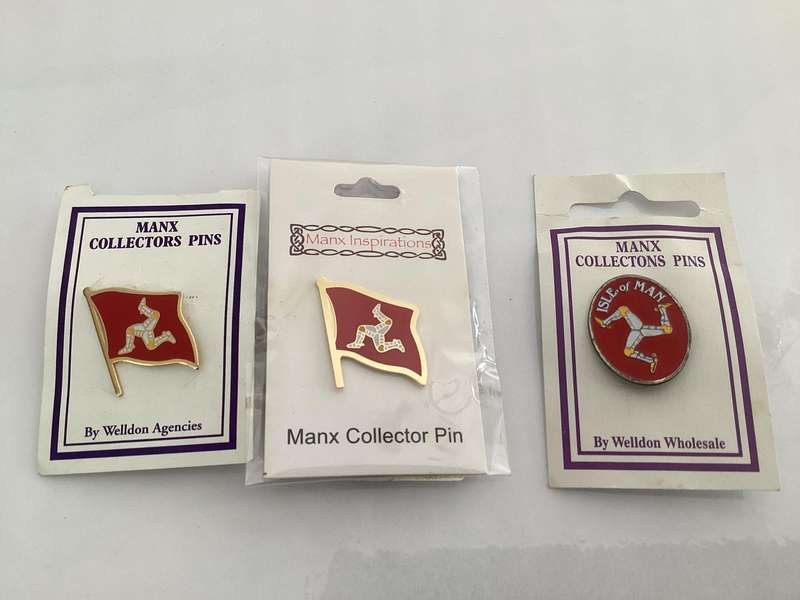 MANX
COLLECTORS PINS
By Welldon Agencies
Manx Inspirations
Manx Collector Pin
MANX
COLLECTONS PINS
ISLE of MAN
By Welldon Wholesale